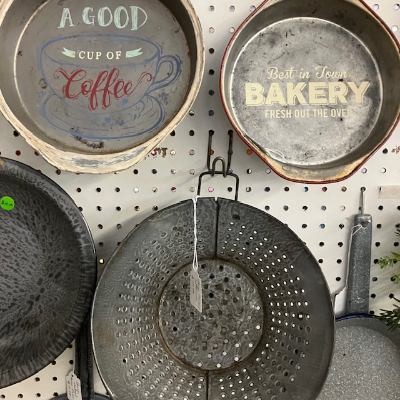 A GOOD
CUP OF
Coffee
Best in Town
BAKERY
FRESH OUT THE OVEN